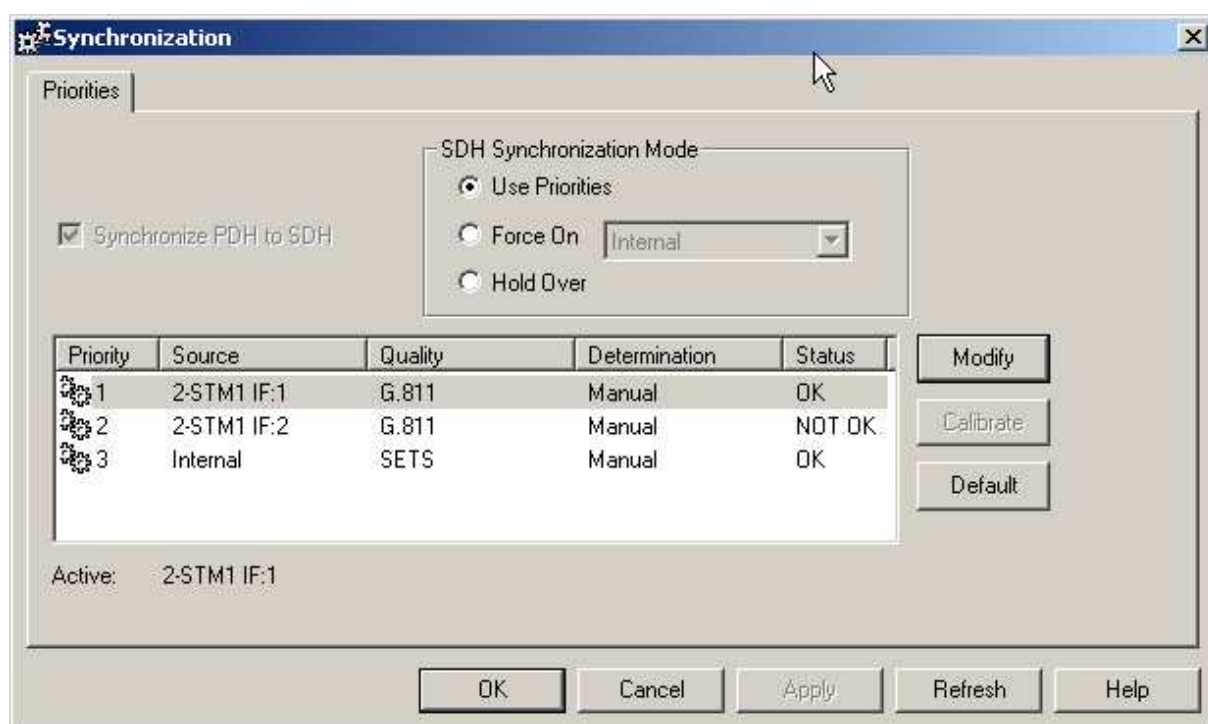 Synchronization
Priorities
SDH Synchronization Mode
Use Priorities
Synchronize PDH to SDH
Force On Internal
Hold Over
Priority Source Quality Determination Status
1 2-STM1 IF:1 G.811 Manual OK
2 2-STM1 IF:2 G.811 Manual NOT OK
3 Internal SETS Manual OK
Modify
Calibrate
Default
Active: 2-STM1 IF:1
OK Cancel Apply Refresh Help